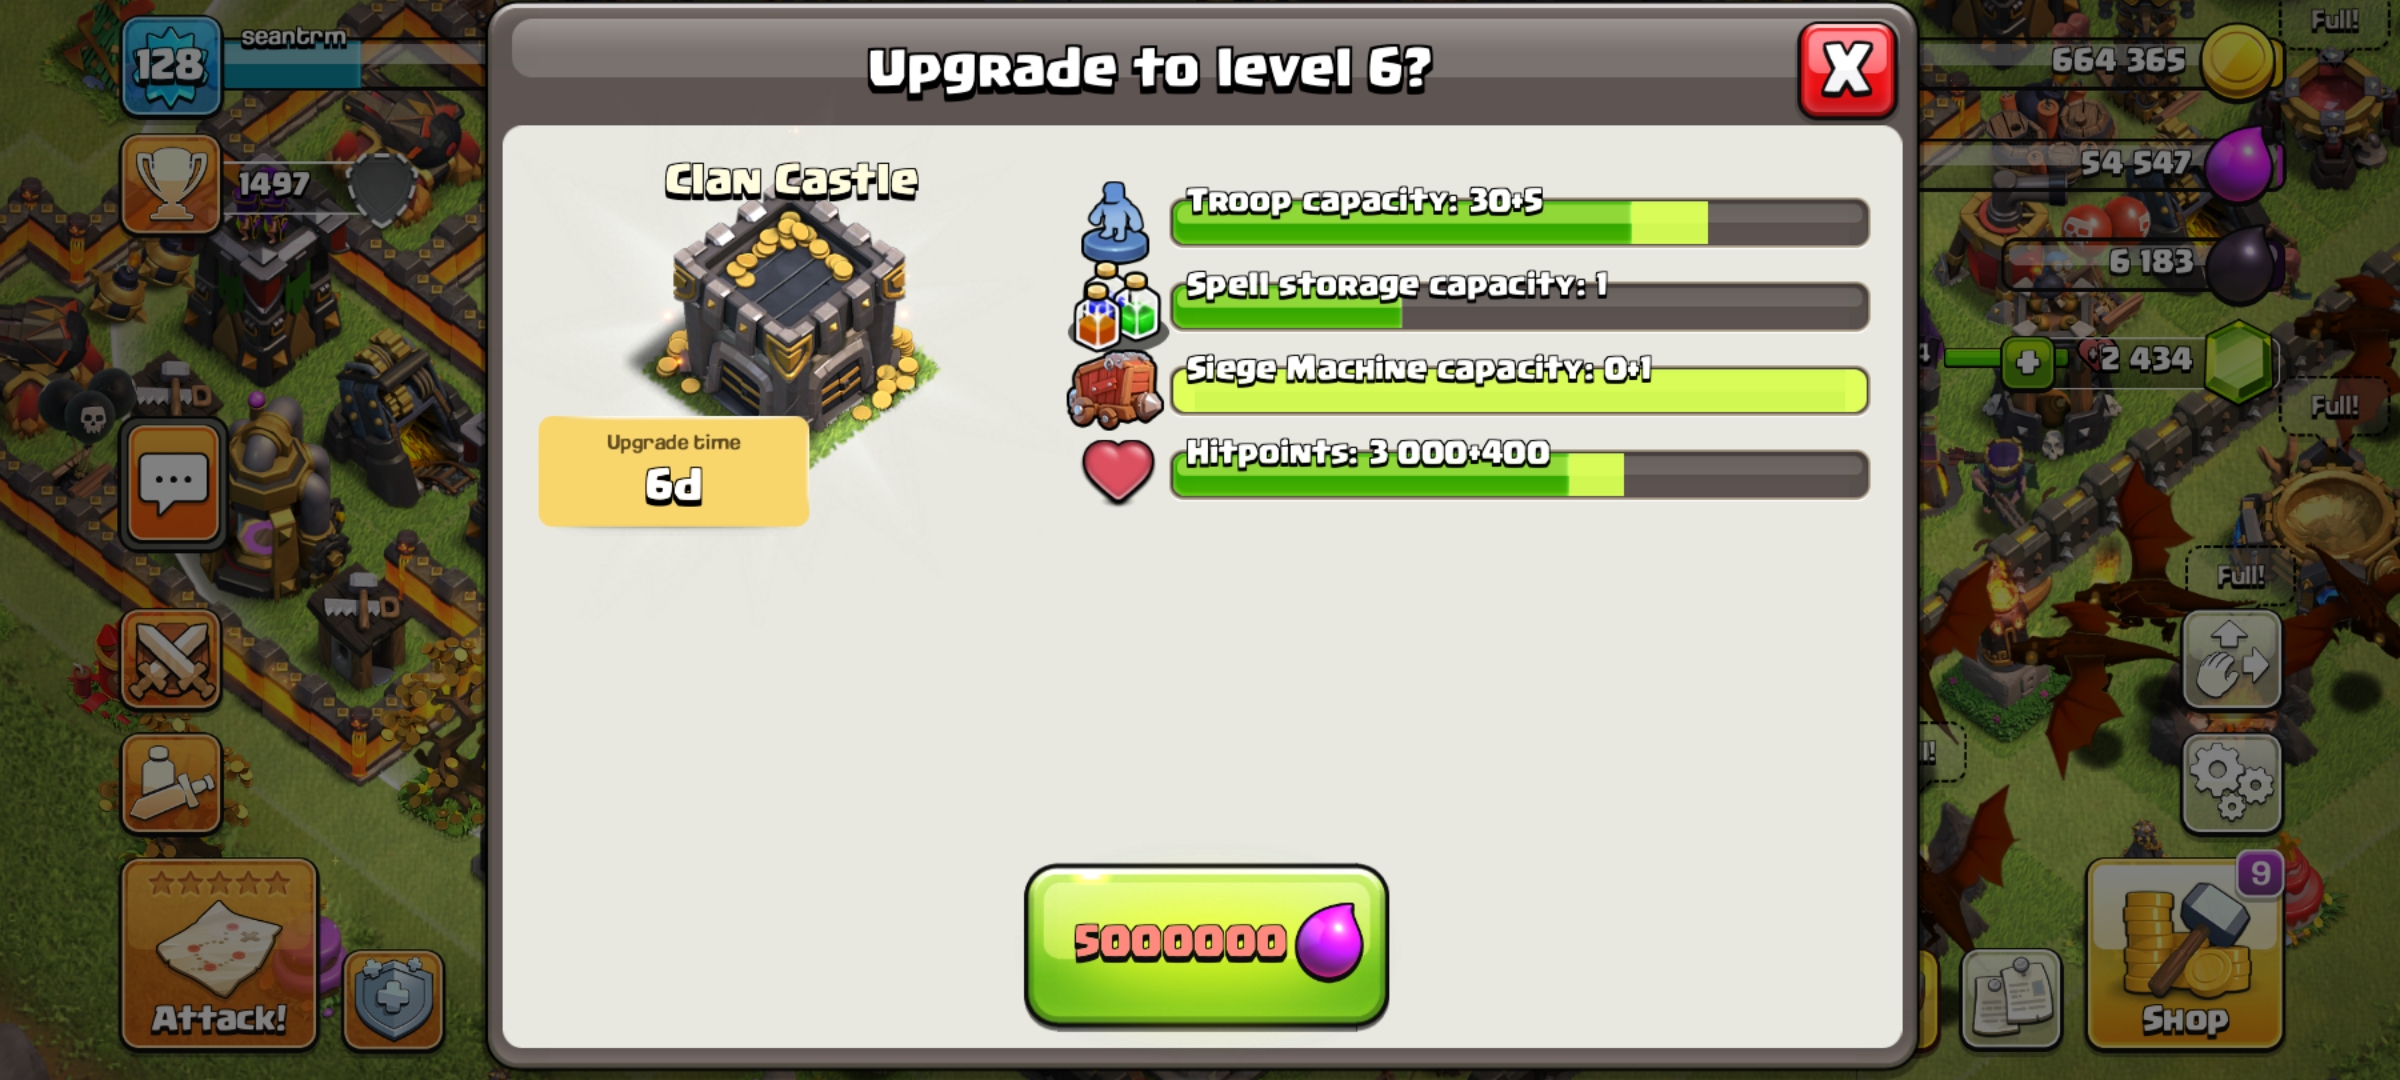 128
seantrm
1497
Upgrade to level 6?
X
Clan Castle
Upgrade time
6d
Troop capacity: 30+5
Spell storage capacity: 1
Siege Machine capacity: 0+1
Hitpoints: 3 000+400
5000000
Full!
664 365
54 547
6 183
2 434
Full!
Full!
Attack!
9
Shop